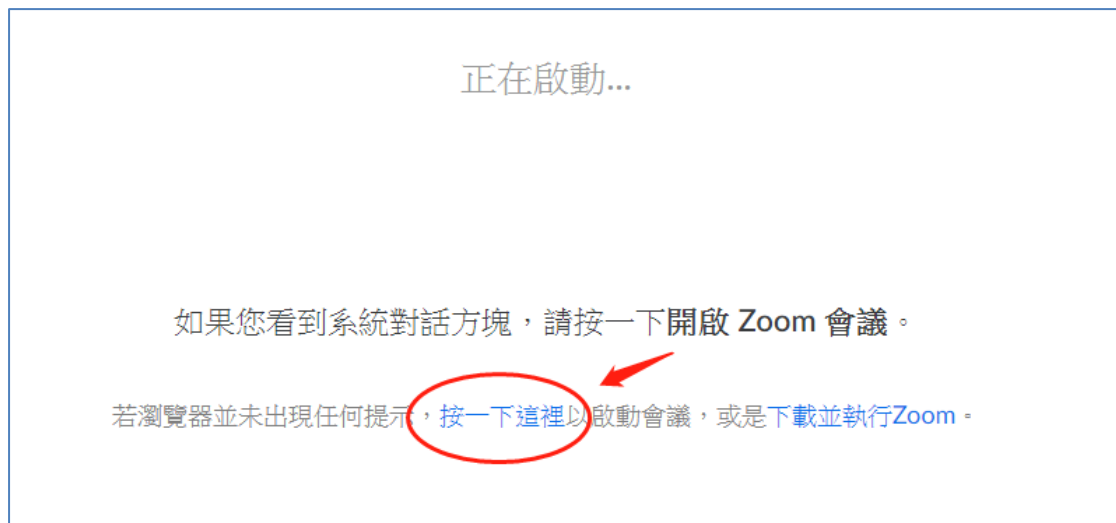 正在啟動...
如果您看到系統對話方塊，請按一下開啟 Zoom 會議。
若瀏覽器並未出現任何提示，按一下這裡以啟動會議，或是下載並執行Zoom。